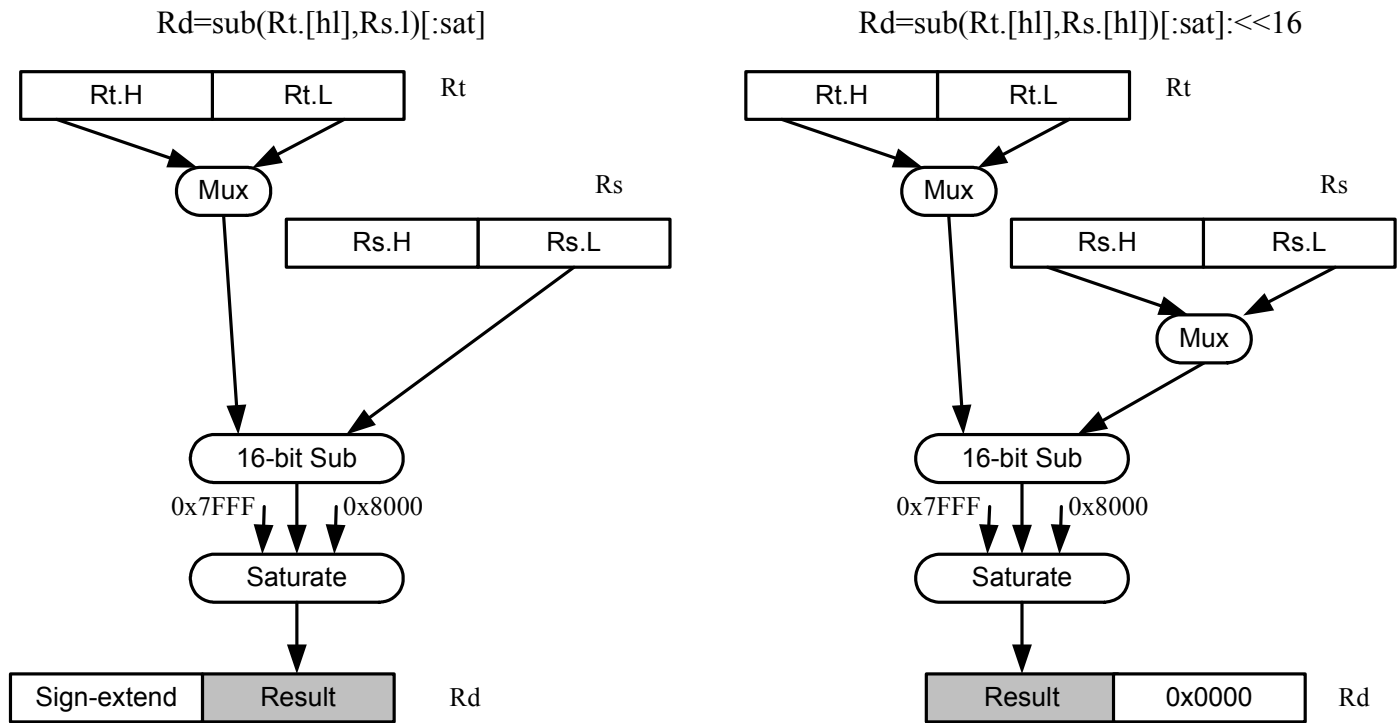 Rd=sub(Rt.[hl],Rs.l)[:sat]
Rt.H Rt.L Rt
Mux
Rs
Rs.H Rs.L
16-bit Sub
0x7FFF 0x8000
Saturate
Sign-extend Result Rd
Rd=sub(Rt.[hl],Rs.[hl])[:sat]:<<16
Rt.H Rt.L Rt
Mux
Rs
Rs.H Rs.L
Mux
16-bit Sub
0x7FFF 0x8000
Saturate
Result 0x0000 Rd